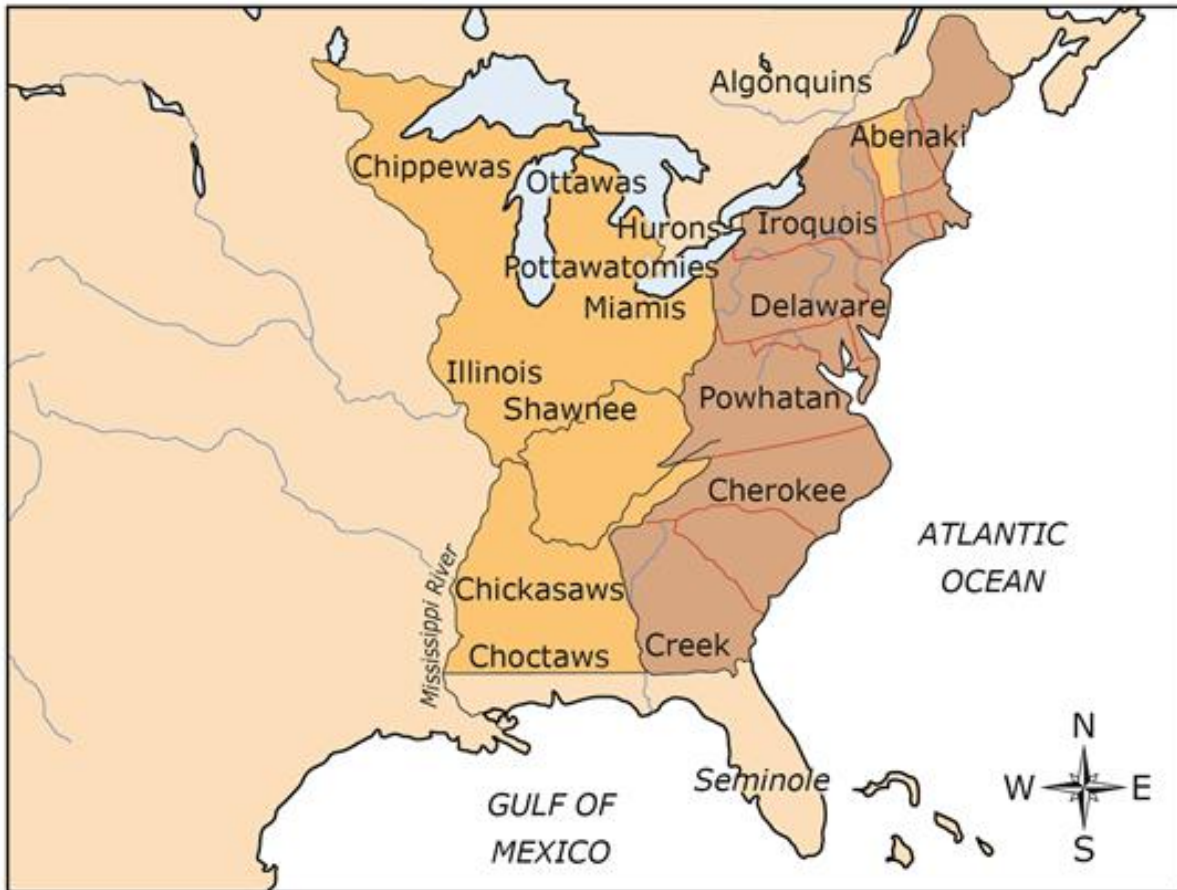 Algonquins
Abenaki
Chippewas
Ottawas
Iroquois
Hurons
Pottawatomies
Miamis
Delaware
Illinois
Shawnee
Powhatan
Cherokee
ATLANTIC
OCEAN
Chickasaws
Mississippi River
Choctaws
Creek
Seminole
GULF OF
MEXICO
N
W E
S